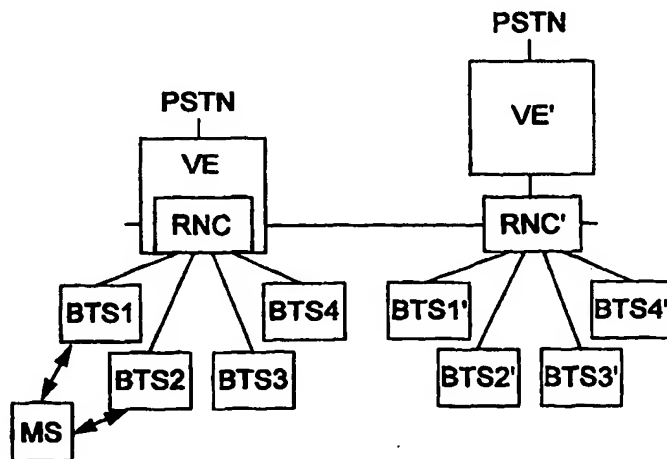 PSTN
VE'
PSTN
VE
RNC
RNC'
BTS1
BTS4
BTS1'
BTS4'
BTS2
BTS3
BTS2'
BTS3'
MS